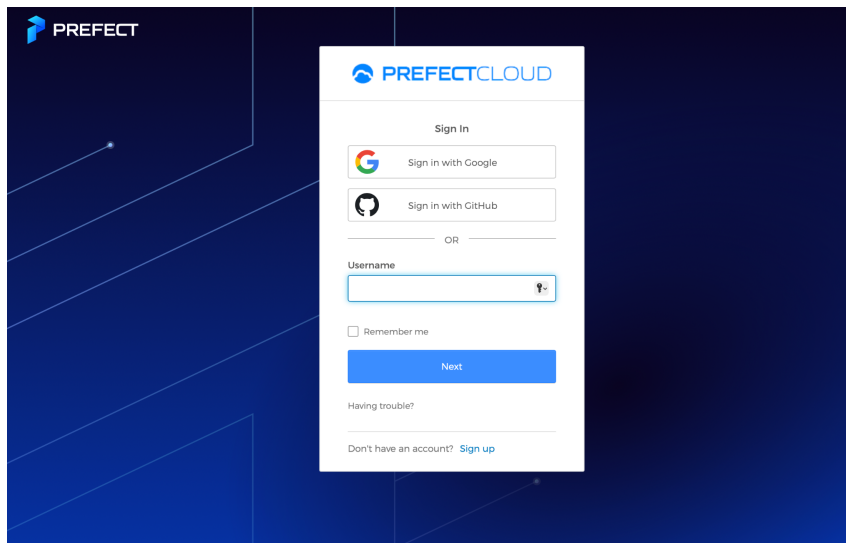 PREFECT
PREFECTCLOUD
Sign In
Sign in with Google
Sign in with GitHub
OR
Username
Remember me
Next
Having trouble?
Don't have an account? Sign up